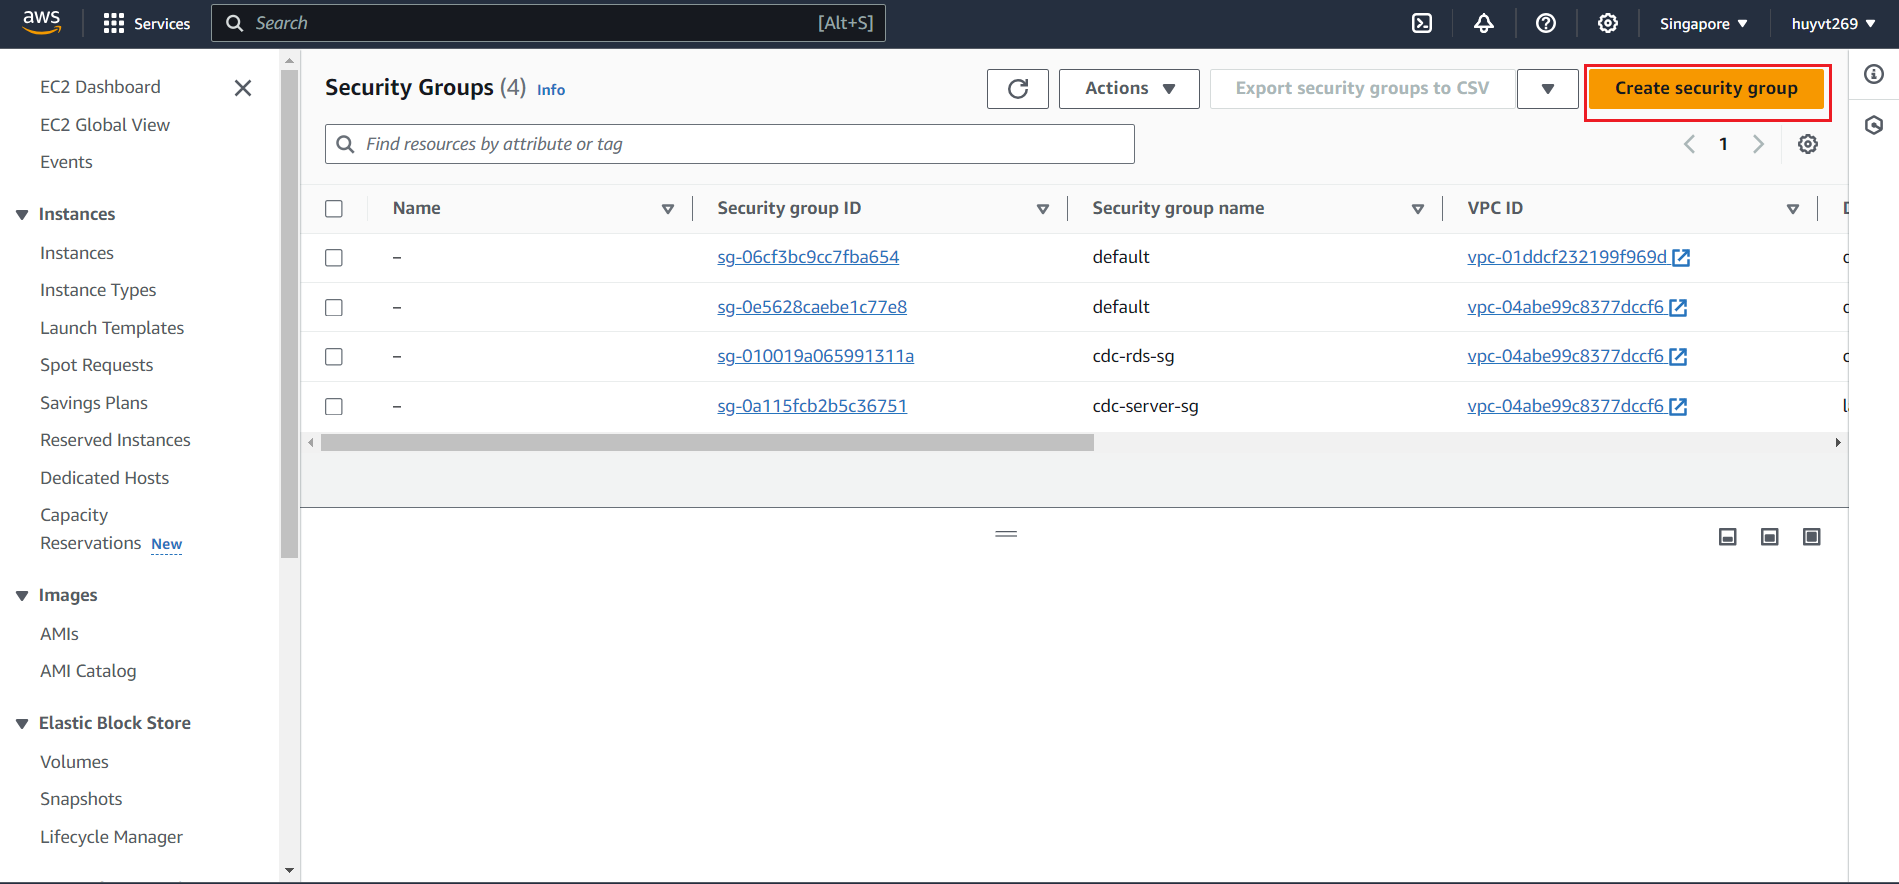 aws
Services
Search [Alt+S]
Singapore
huyvt269
EC2 Dashboard
EC2 Global View
Events
Instances
Instances
Instance Types
Launch Templates
Spot Requests
Savings Plans
Reserved Instances
Dedicated Hosts
Capacity
Reservations New
Images
AMIs
AMI Catalog
Elastic Block Store
Volumes
Snapshots
Lifecycle Manager
Security Groups (4) Info
Actions
Export security groups to CSV
Create security group
Find resources by attribute or tag
1
Name Security group ID Security group name VPC ID
– sg-06cf3bc9cc7fba654 default vpc-01ddcf232199f969d
– sg-0e5628caebe1c77e8 default vpc-04abe99c8377dccf6
– sg-010019a065991311a cdc-rds-sg vpc-04abe99c8377dccf6
– sg-0a115fcb2b5c36751 cdc-server-sg vpc-04abe99c8377dccf6